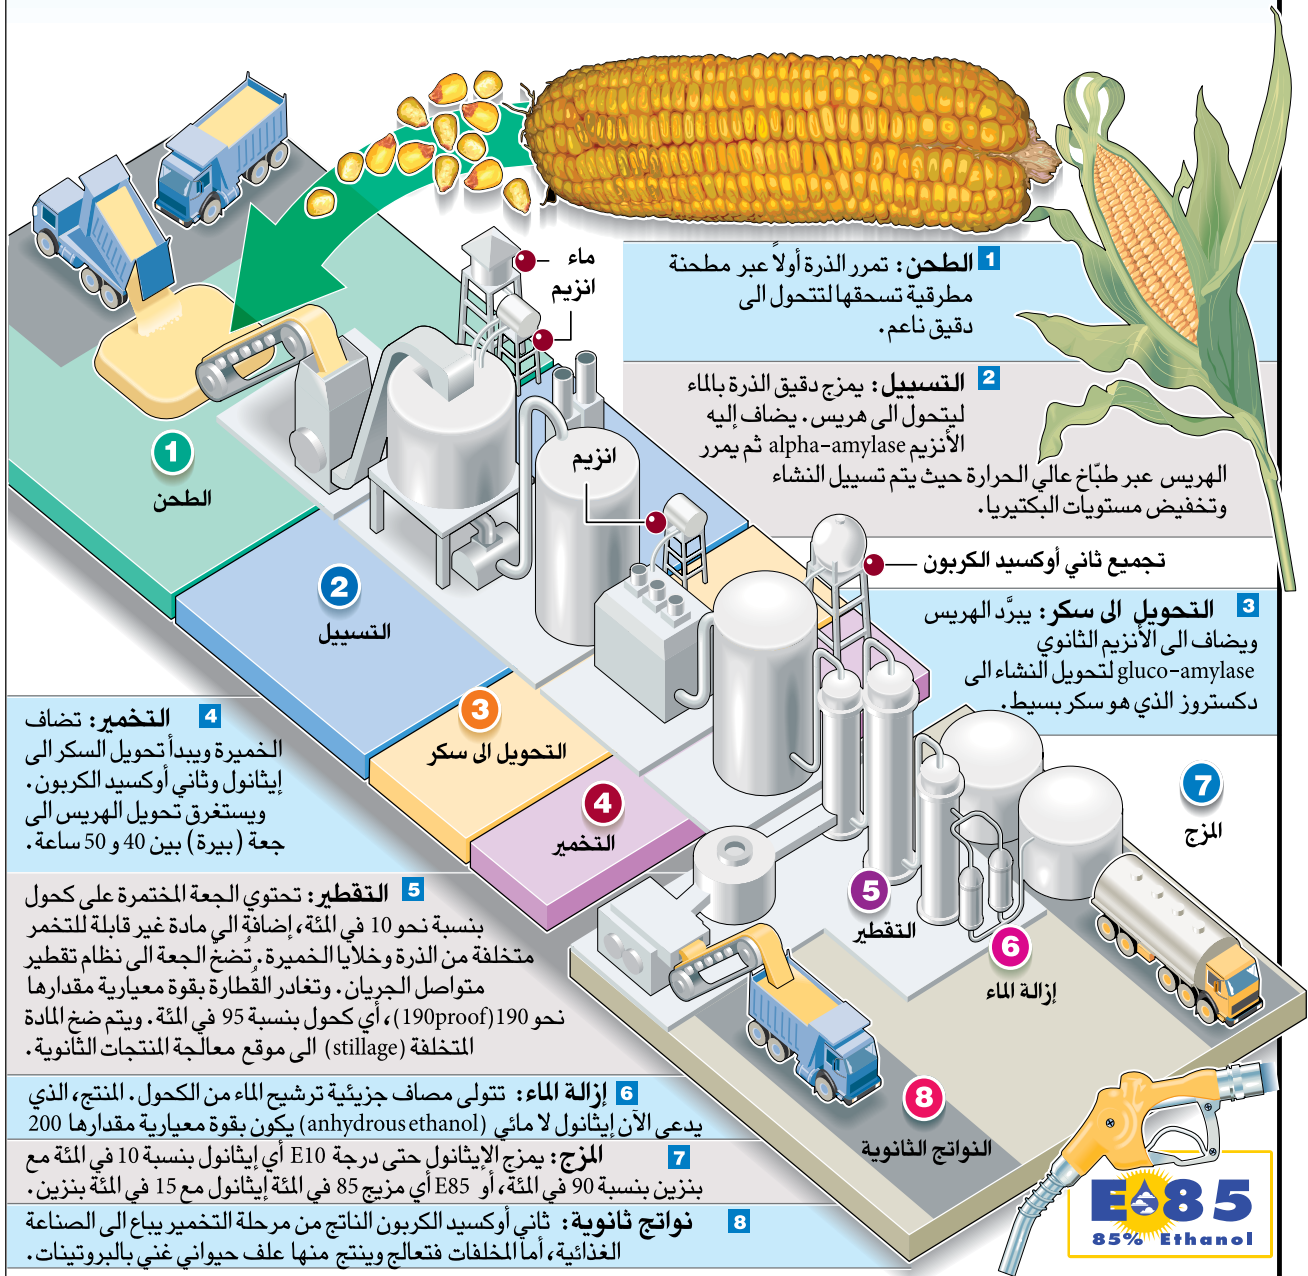 ماء
انزيم
1 الطحن: تمرر الذرة أولاً عبر مطحنة
مطرقية تسحقها لتتحول الى
دقيق ناعم.
2 التسييل: يمزج دقيق الذرة بالماء
ليتحول الى هريس. يضاف إليه
الأنزيم alpha-amylase ثم يمرر
الهريس عبر طبّاخ عالي الحرارة حيث يتم تسييل النشاء
وتخفيض مستويات البكتيريا.
انزيم
تجميع ثاني أوكسيد الكربون
3 التحويل الى سكر: يبرَّد الهريس
ويضاف الى الأنزيم الثانوي
gluco-amylase لتحويل النشاء الى
دكستروز الذي هو سكر بسيط.
1
الطحن
2
التسييل
3
التحويل الى سكر
4
التخمير
5
التقطير
6
إزالة الماء
7
المزج
8
النواتج الثانوية
4 التخمير: تضاف
الخميرة ويبدأ تحويل السكر الى
إيثانول وثاني أوكسيد الكربون.
ويستغرق تحويل الهريس الى
جعة (بيرة) بين 40 و 50 ساعة.
5 التقطير: تحتوي الجعة المختمرة على كحول
بنسبة نحو 10 في المئة، إضافة الى مادة غير قابلة للتخمر
متخلفة من الذرة وخلايا الخميرة. تُضخّ الجعة الى نظام تقطير
متواصل الجريان. وتغادر القُطارة بقوة معيارية مقدارها
نحو 190 (190proof)، أي كحول بنسبة 95 في المئة. ويتم ضخ المادة
المتخلفة (stillage) الى موقع معالجة المنتجات الثانوية.
6 إزالة الماء: تتولى مصاف جزيئية ترشيح الماء من الكحول. المنتج، الذي
يدعى الآن إيثانول لا مائي (anhydrous ethanol) يكون بقوة معيارية مقدارها 200
7 المزج: يمزج الإيثانول حتى درجة E10 أي إيثانول بنسبة 10 في المئة مع
بنزين بنسبة 90 في المئة، أو E85 أي مزيج 85 في المئة إيثانول مع 15 في المئة بنزين.
8 نواتج ثانوية: ثاني أوكسيد الكربون الناتج من مرحلة التخمير يباع الى الصناعة
الغذائية، أما المخلفات فتعالج وينتج منها علف حيواني غني بالبروتينات.
E85
85% Ethanol